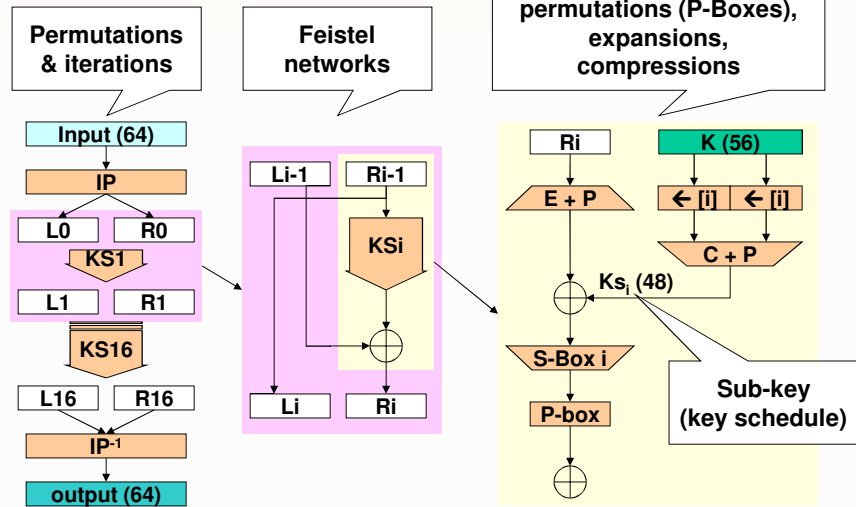 Permutations
& iterations
Feistel
networks
permutations (P-Boxes),
expansions,
compressions
Input (64)
IP
L0 R0
KS1
L1 R1
KS16
L16 R16
IP-1
output (64)
Li-1 Ri-1
KSi
Li Ri
Ri K (56)
E + P ← [i] ← [i]
C + P
Ksi (48)
S-Box i
P-box
Sub-key
(key schedule)